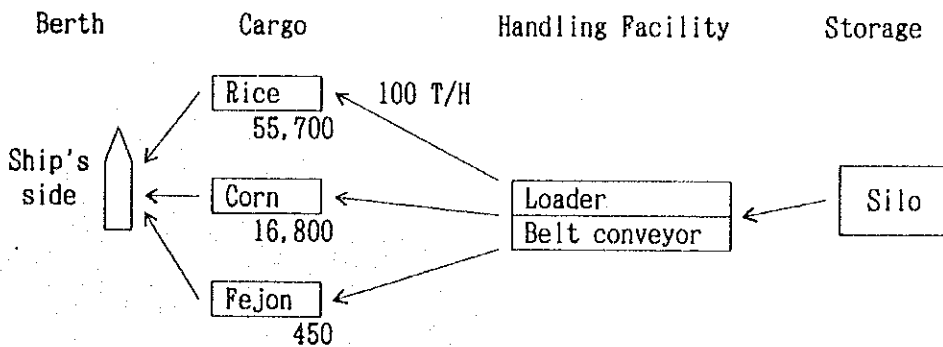 Berth Cargo Handling Facility Storage
Rice 100 T/H
55,700
Ship's
side
Corn
16,800
Loader
Belt conveyor
Silo
Fejon
450